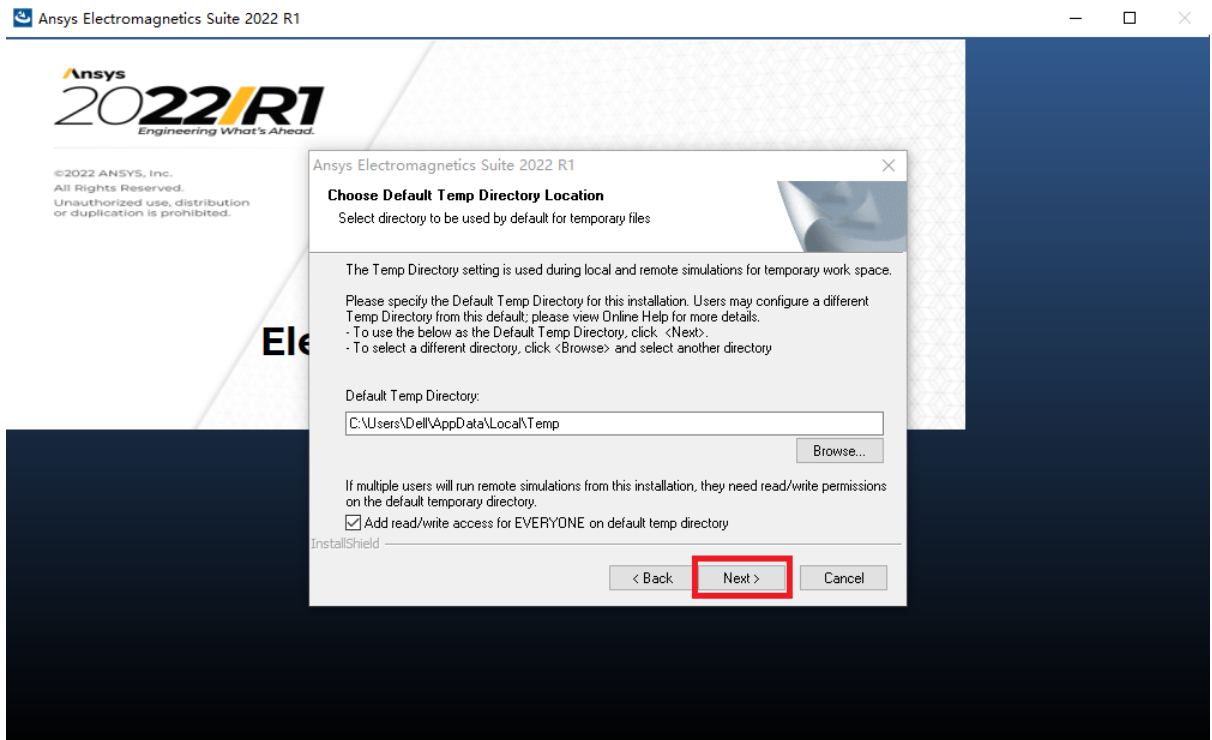 Ansys Electromagnetics Suite 2022 R1
Ansys
2022/R1
Engineering What's Ahead.
©2022 ANSYS, Inc.
All Rights Reserved.
Unauthorized use, distribution
or duplication is prohibited.
Ele
Ansys Electromagnetics Suite 2022 R1
Choose Default Temp Directory Location
Select directory to be used by default for temporary files
The Temp Directory setting is used during local and remote simulations for temporary work space.
Please specify the Default Temp Directory for this installation. Users may configure a different
Temp Directory from this default; please view Online Help for more details.
- To use the below as the Default Temp Directory, click <Next>.
- To select a different directory, click <Browse> and select another directory
Default Temp Directory:
C:\Users\Dell\AppData\Local\Temp
Browse...
If multiple users will run remote simulations from this installation, they need read/write permissions
on the default temporary directory.
Add read/write access for EVERYONE on default temp directory
InstallShield
< Back Next > Cancel